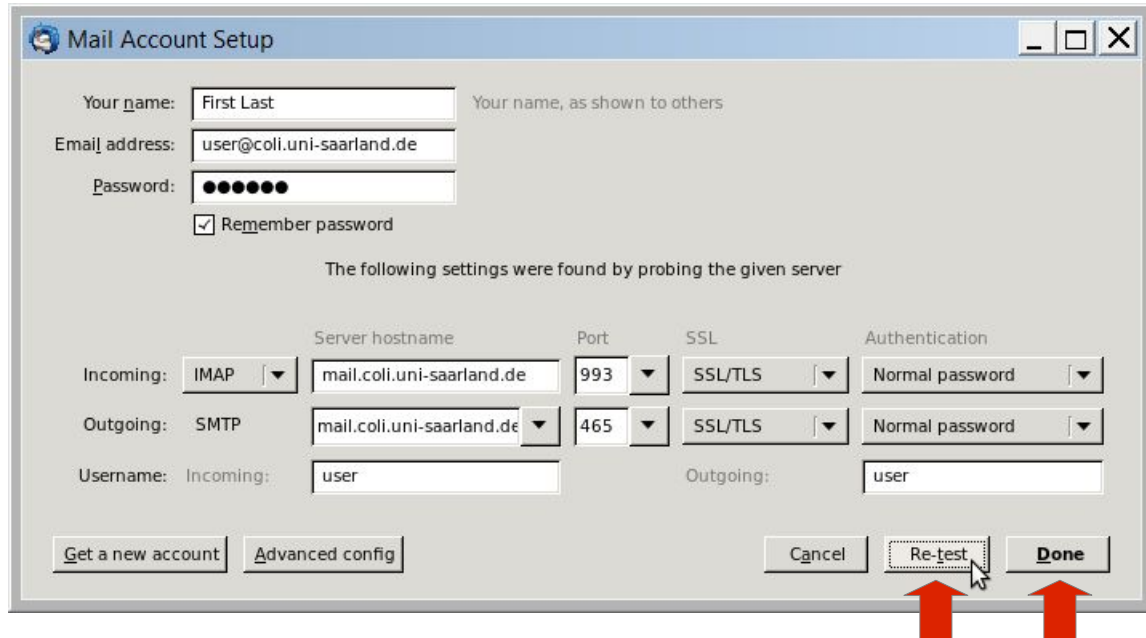 Mail Account Setup
Your name: First Last Your name, as shown to others
Email address: user@coli.uni-saarland.de
Password: ●●●●●●
Remember password
The following settings were found by probing the given server
Server hostname Port SSL Authentication
Incoming: IMAP mail.coli.uni-saarland.de 993 SSL/TLS Normal password
Outgoing: SMTP mail.coli.uni-saarland.de 465 SSL/TLS Normal password
Username: Incoming: user Outgoing: user
Get a new account Advanced config Cancel Re-test Done